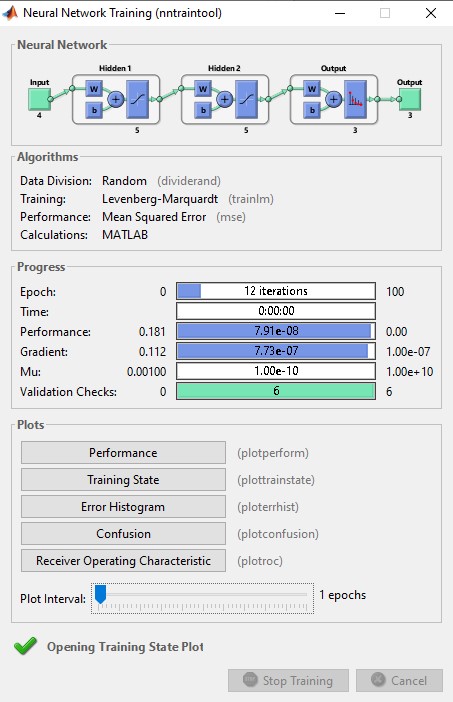 Neural Network Training (nntraintool)
Neural Network
Hidden 1 Hidden 2 Output
Input Output
W W W
b b b
4 3
5 5 3
Algorithms
Data Division: Random (dividerand)
Training: Levenberg-Marquardt (trainlm)
Performance: Mean Squared Error (mse)
Calculations: MATLAB
Progress
Epoch: 0 12 iterations 100
Time: 0:00:00
Performance: 0.181 7.91e-08 0.00
Gradient: 0.112 7.73e-07 1.00e-07
Mu: 0.00100 1.00e-10 1.00e+10
Validation Checks: 0 6 6
Plots
Performance (plotperform)
Training State (plottrainstate)
Error Histogram (ploterrhist)
Confusion (plotconfusion)
Receiver Operating Characteristic (plotroc)
Plot Interval: 1 epochs
Opening Training State Plot
Stop Training Cancel